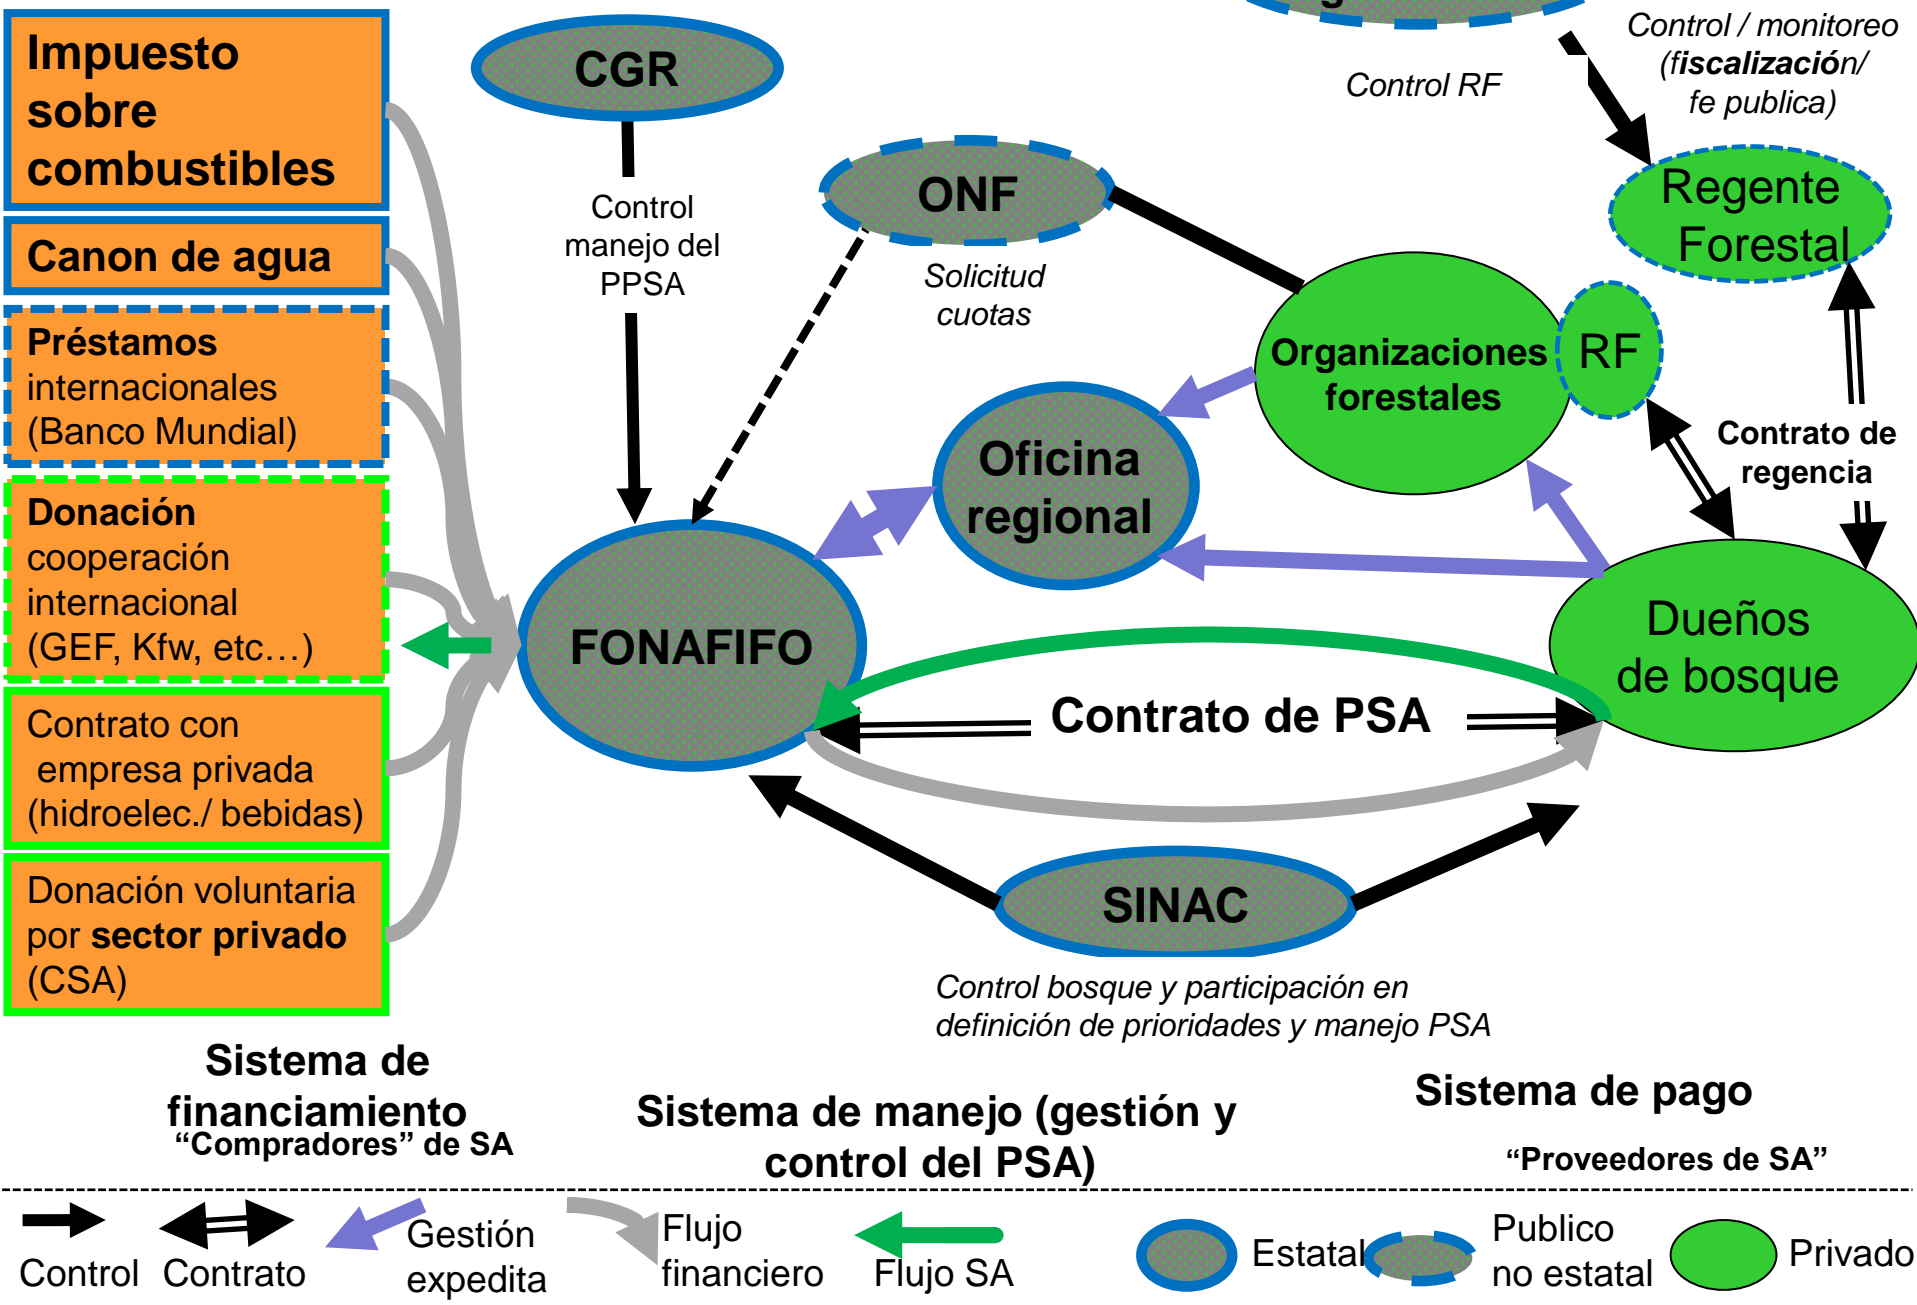 Impuesto
sobre
combustibles
Canon de agua
Préstamos
internacionales
(Banco Mundial)
Donación
cooperación
internacional
(GEF, Kfw, etc…)
Contrato con
empresa privada
(hidroelec./ bebidas)
Donación voluntaria
por sector privado
(CSA)
CGR
Control
manejo del
PPSA
ONF
Solicitud
cuotas
Control RF
Control / monitoreo
(fiscalización/
fe publica)
Regente
Forestal
Organizaciones
forestales
RF
Contrato de
regencia
Oficina
regional
FONAFIFO
Dueños
de bosque
Contrato de PSA
SINAC
Control bosque y participación en
definición de prioridades y manejo PSA
Sistema de
financiamiento
“Compradores” de SA
Sistema de manejo (gestión y
control del PSA)
Sistema de pago
“Proveedores de SA”
Control
Contrato
Gestión
expedita
Flujo
financiero
Flujo SA
Estatal
Publico
no estatal
Privado